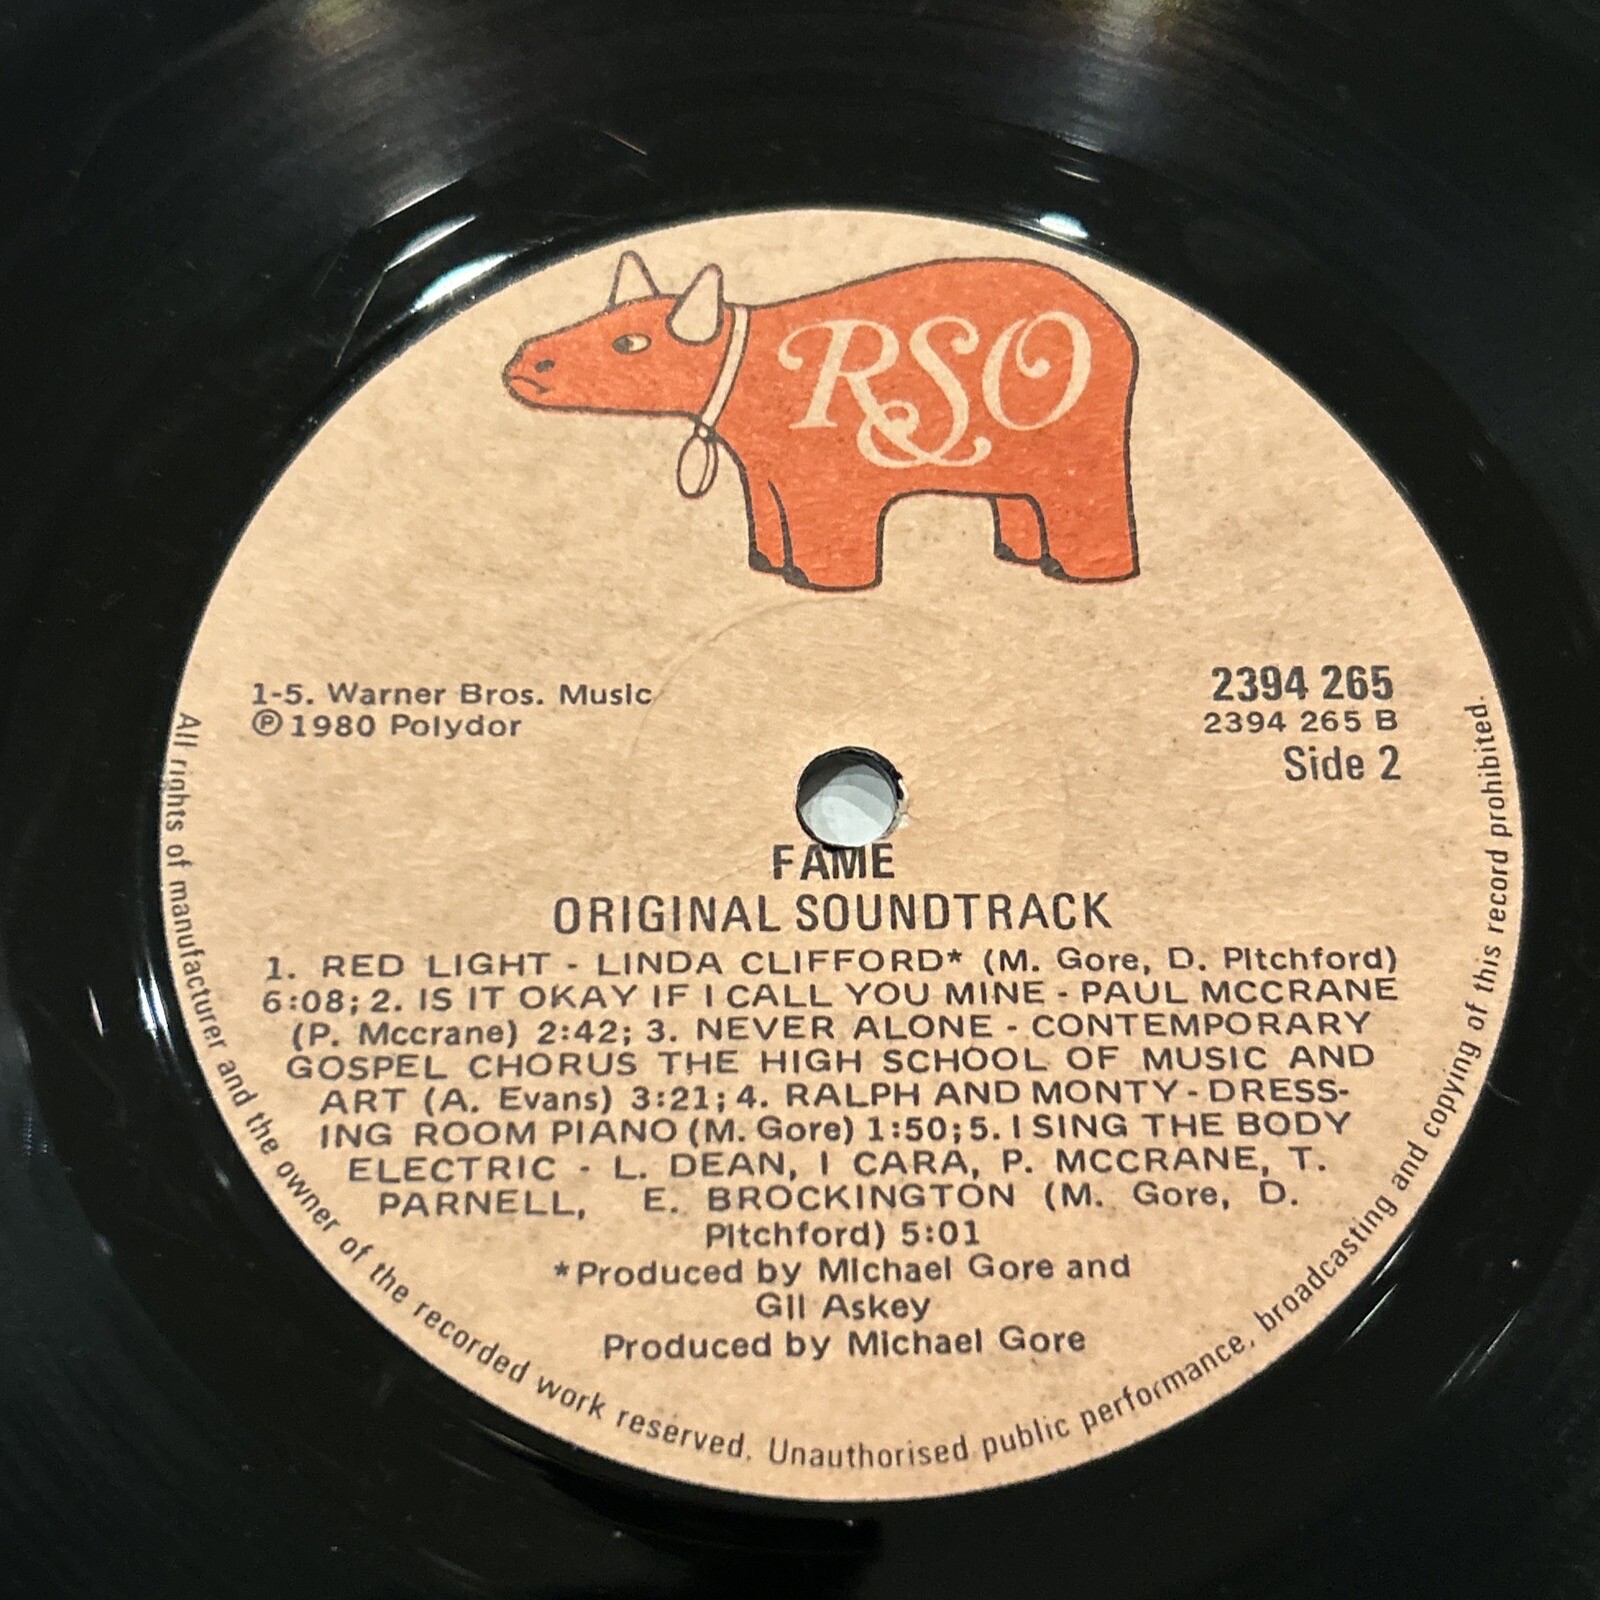 RSO
1-5. Warner Bros. Music
℗ 1980 Polydor
2394 265
2394 265 B
Side 2
FAME
ORIGINAL SOUNDTRACK
1. RED LIGHT - LINDA CLIFFORD* (M. Gore, D. Pitchford)
6:08; 2. IS IT OKAY IF I CALL YOU MINE - PAUL MCCRANE
(P. Mccrane) 2:42; 3. NEVER ALONE - CONTEMPORARY
GOSPEL CHORUS THE HIGH SCHOOL OF MUSIC AND
ART (A. Evans) 3:21; 4. RALPH AND MONTY - DRESS-
ING ROOM PIANO (M. Gore) 1:50; 5. I SING THE BODY
ELECTRIC - L. DEAN, I CARA, P. MCCRANE, T.
PARNELL, E. BROCKINGTON (M. Gore, D.
Pitchford) 5:01
*Produced by Michael Gore and
Gil Askey
Produced by Michael Gore
All rights of manufacturer and the owner of the recorded work reserved. Unauthorised public performance, broadcasting and copying of this record prohibited.